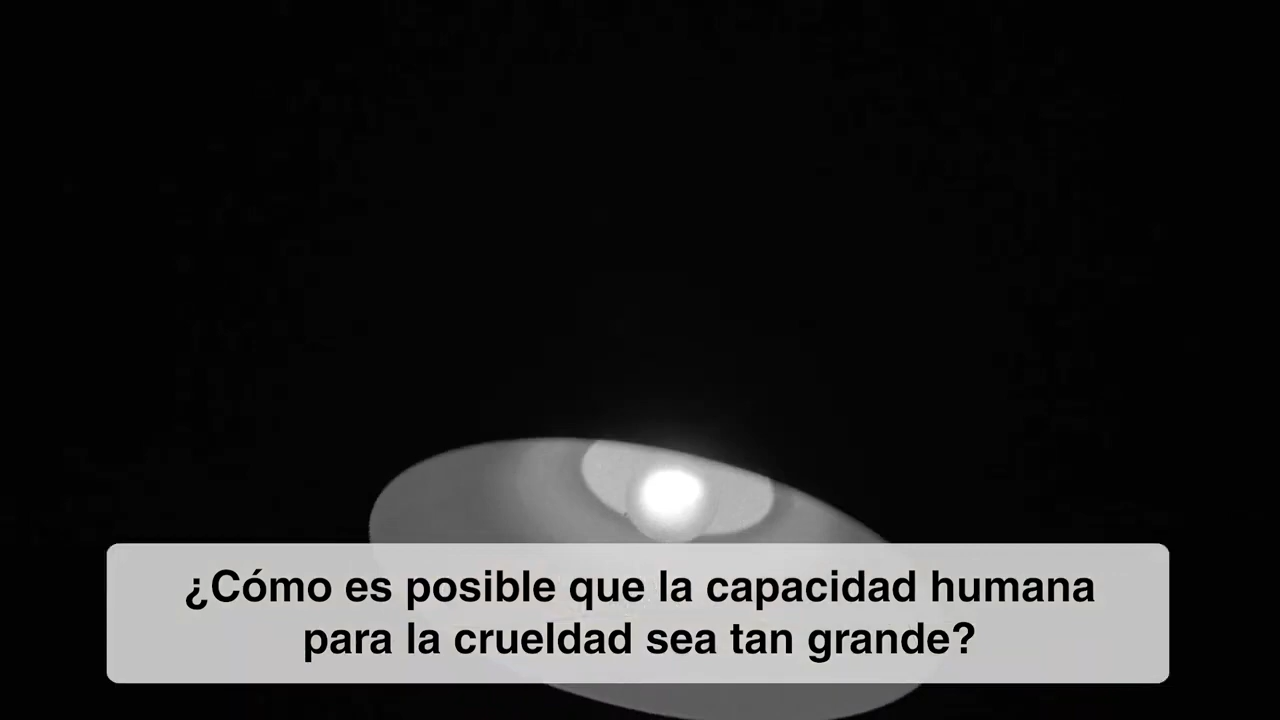 ¿Cómo es posible que la capacidad humana
para la crueldad sea tan grande?